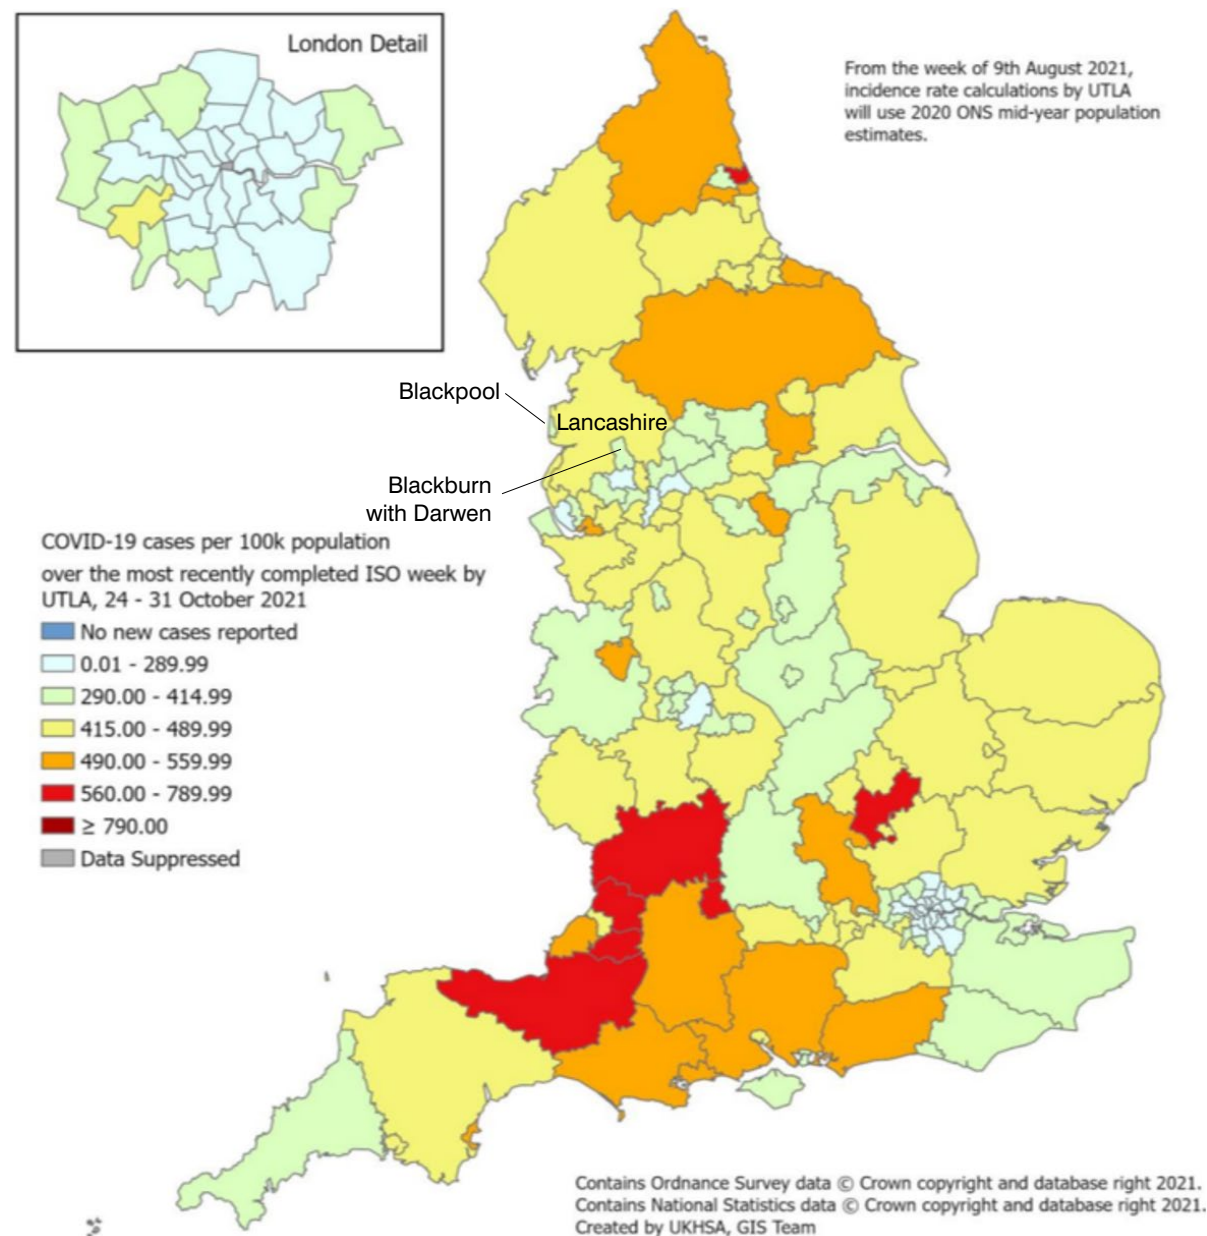 London Detail
From the week of 9th August 2021,
incidence rate calculations by UTLA
will use 2020 ONS mid-year population
estimates.
Blackpool
Lancashire
Blackburn
with Darwen
COVID-19 cases per 100k population
over the most recently completed ISO week by
UTLA, 24 - 31 October 2021
No new cases reported
0.01 - 289.99
290.00 - 414.99
415.00 - 489.99
490.00 - 559.99
560.00 - 789.99
≥ 790.00
Data Suppressed
Contains Ordnance Survey data © Crown copyright and database right 2021.
Contains National Statistics data © Crown copyright and database right 2021.
Created by UKHSA, GIS Team